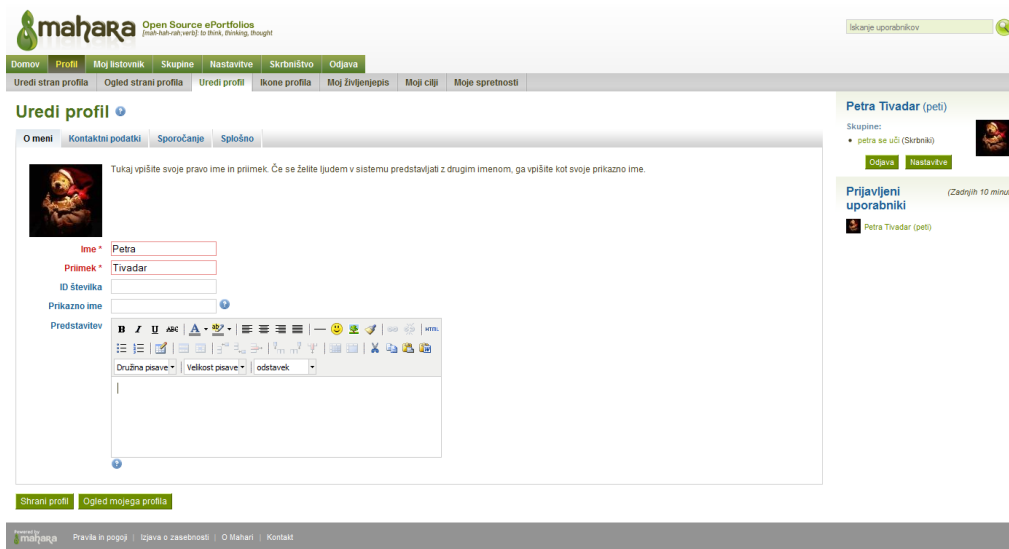 mahara Open Source ePortfolios
[mah-hah-rah;verb]: to think, thinking, thought
Iskanje uporabnikov
Domov Profil Moj listovnik Skupine Nastavitve Skrbništvo Odjava
Uredi stran profila Ogled strani profila Uredi profil Ikone profila Moj življenjepis Moji cilji Moje spretnosti
Uredi profil
O meni Kontaktni podatki Sporočanje Splošno
Tukaj vpišite svoje pravo ime in priimek. Če se želite ljudem v sistemu predstavljati z drugim imenom, ga vpišite kot svoje prikazno ime.
Ime * Petra
Priimek * Tivadar
ID številka
Prikazno ime
Predstavitev
B I U ABC A ab HTML
Družina pisave Velikost pisave odstavek
Shrani profil Ogled mojega profila
Petra Tivadar (peti)
Skupine:
petra se uči (Skrbniki)
Odjava Nastavitve
Prijavljeni uporabniki (Zadnjih 10 minu
Petra Tivadar (peti)
Powered by
mahara Pravila in pogoji | Izjava o zasebnosti | O Mahari | Kontakt